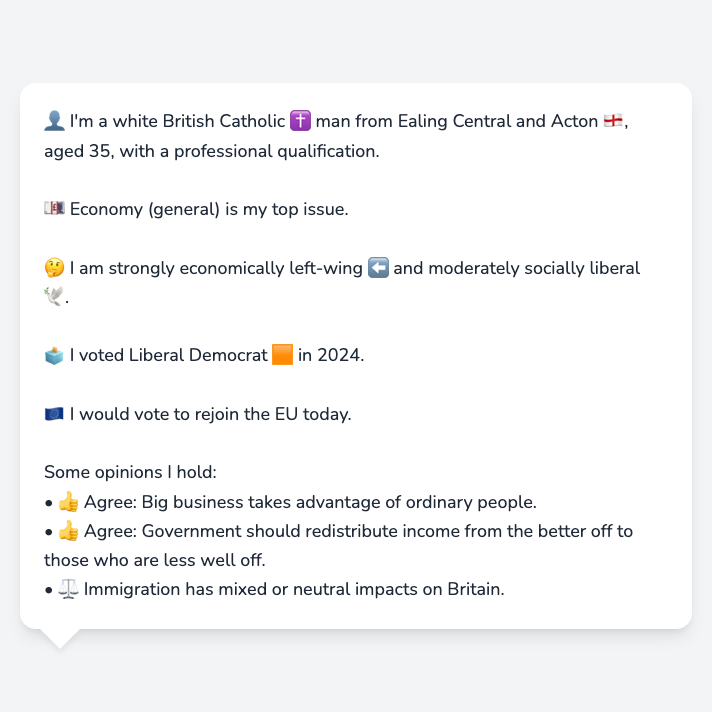 👤 I'm a white British Catholic ✝️ man from Ealing Central and Acton 🏴󠁧󠁢󠁥󠁮󠁧󠁿,
aged 35, with a professional qualification.
💷 Economy (general) is my top issue.
🤔 I am strongly economically left-wing ⬅️ and moderately socially liberal
🕊️.
🗳️ I voted Liberal Democrat 🟧 in 2024.
🇪🇺 I would vote to rejoin the EU today.
Some opinions I hold:
• 👍 Agree: Big business takes advantage of ordinary people.
• 👍 Agree: Government should redistribute income from the better off to
those who are less well off.
• ⚖️ Immigration has mixed or neutral impacts on Britain.